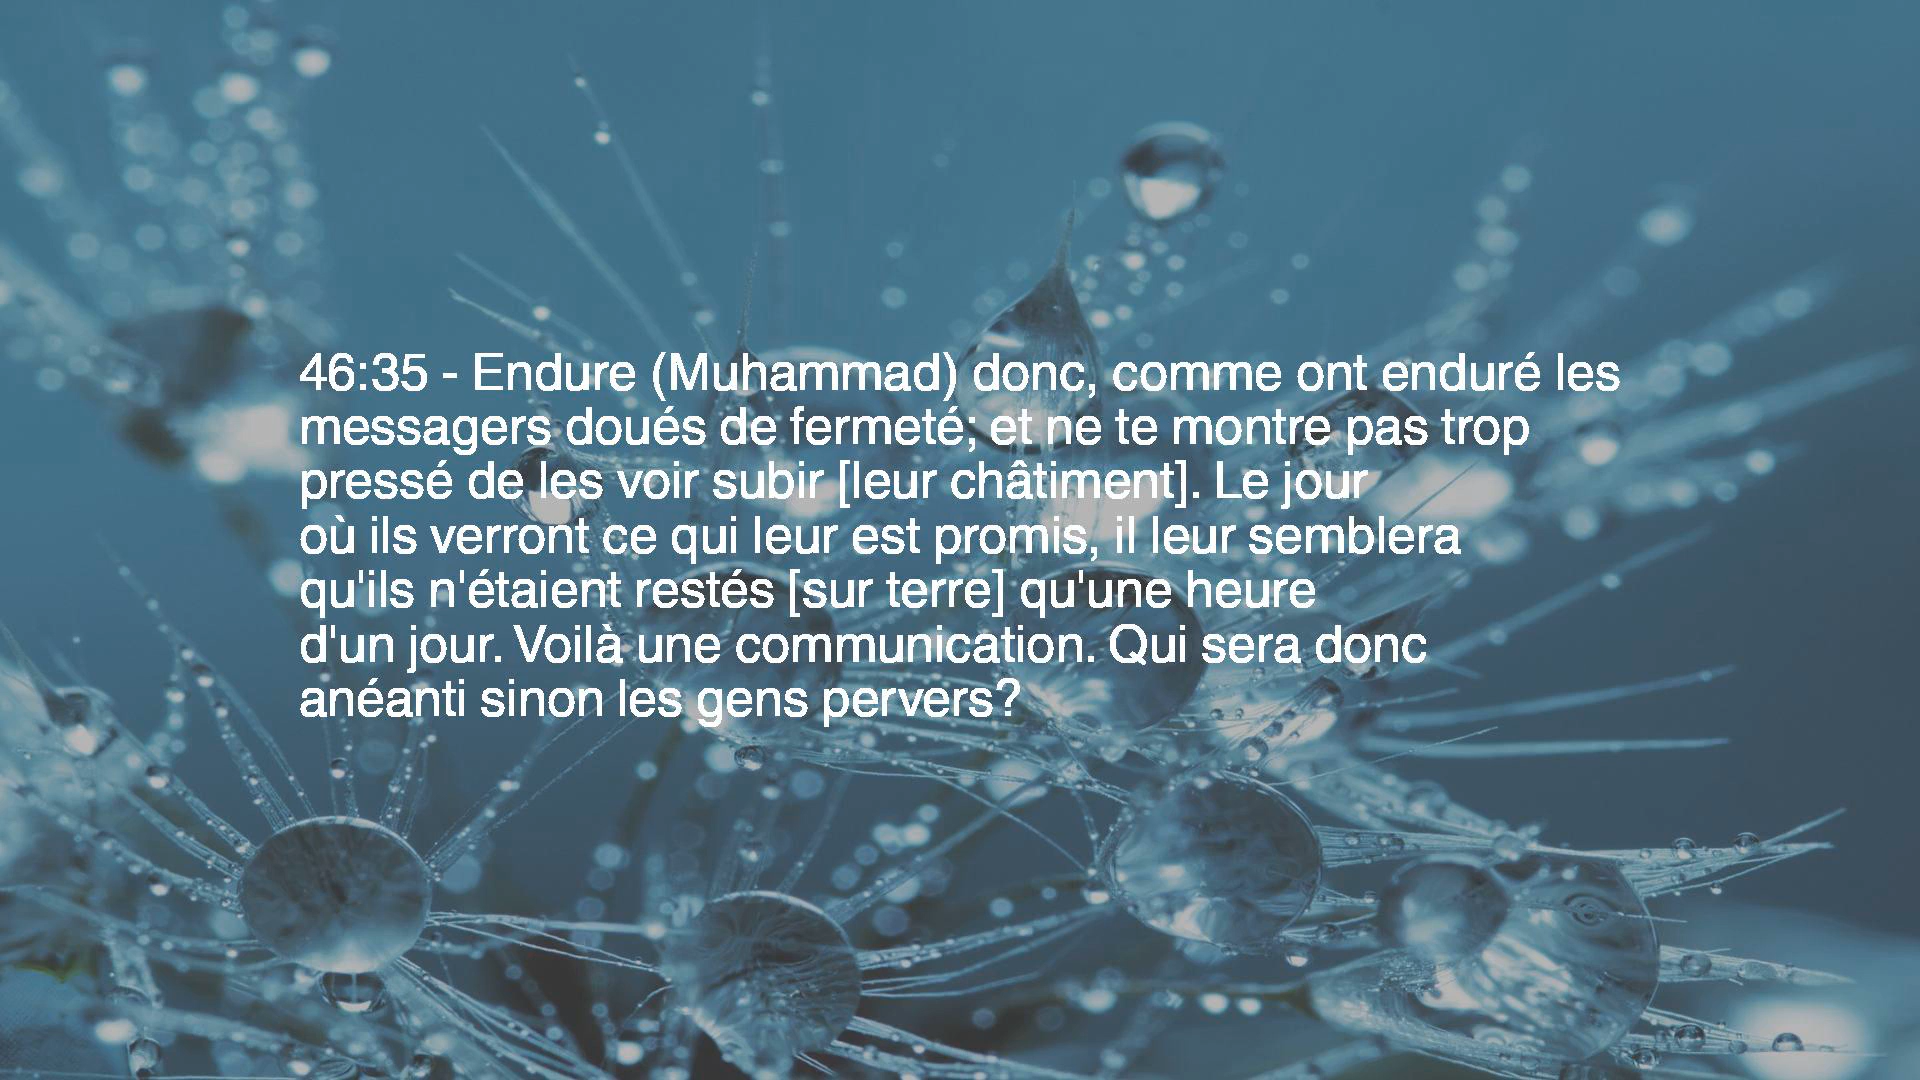 46:35 - Endure (Muhammad) donc, comme ont enduré les
messagers doués de fermeté; et ne te montre pas trop
pressé de les voir subir [leur châtiment]. Le jour
où ils verront ce qui leur est promis, il leur semblera
qu'ils n'étaient restés [sur terre] qu'une heure
d'un jour. Voilà une communication. Qui sera donc
anéanti sinon les gens pervers?